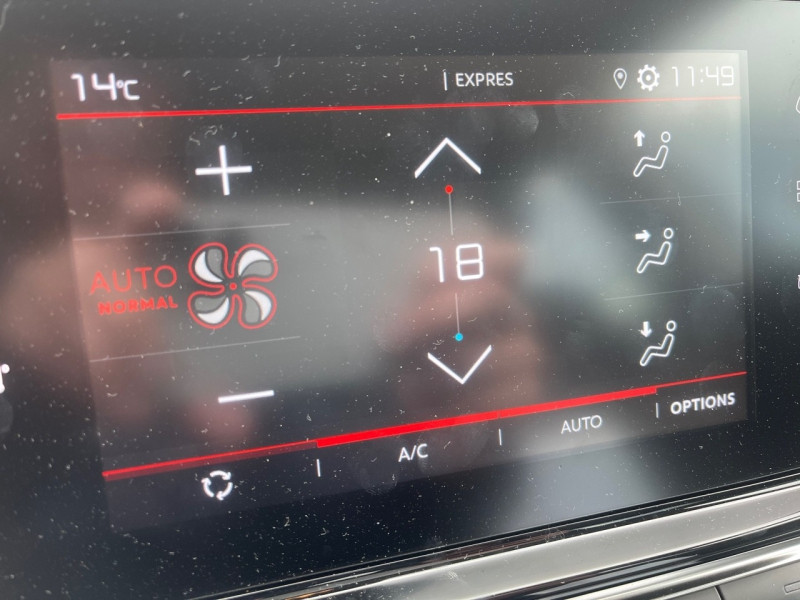 14°C
| EXPRES
11:49
AUTO
NORMAL
18
A/C
AUTO
OPTIONS